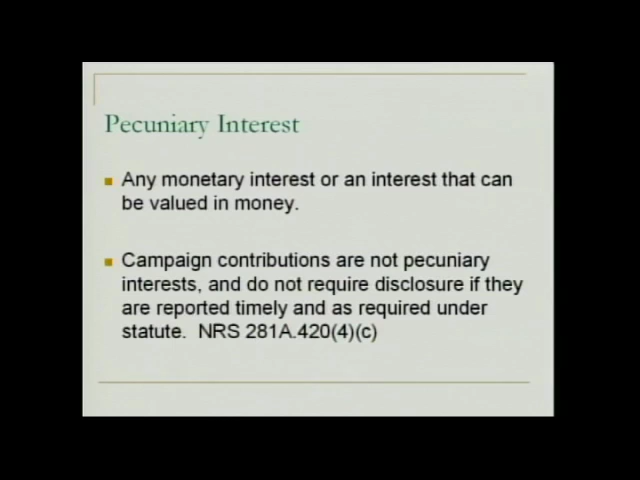 Pecuniary Interest
Any monetary interest or an interest that can
be valued in money.
Campaign contributions are not pecuniary
interests, and do not require disclosure if they
are reported timely and as required under
statute. NRS 281A.420(4)(c)